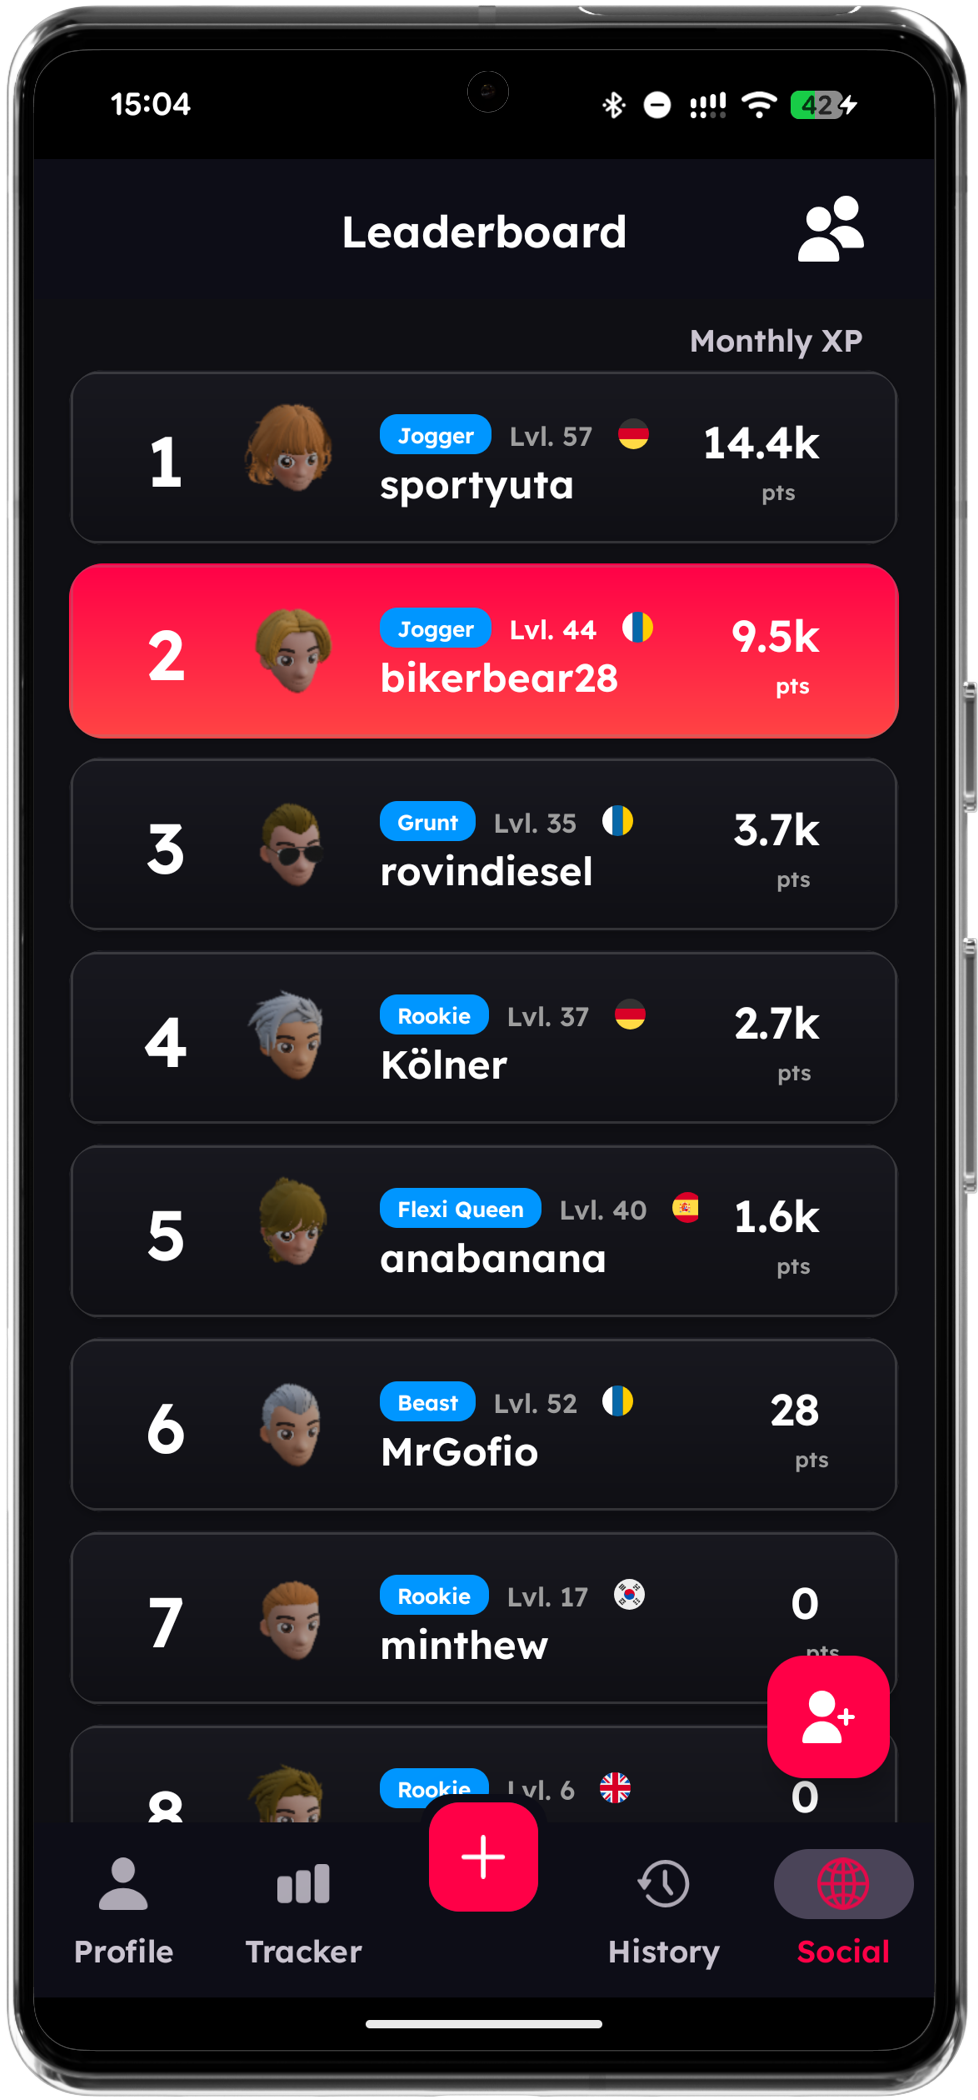 15:04
42
Leaderboard
Monthly XP
1
Jogger Lvl. 57
14.4k
sportyuta
pts
2
Jogger Lvl. 44
9.5k
bikerbear28
pts
3
Grunt Lvl. 35
3.7k
rovindiesel
pts
4
Rookie Lvl. 37
2.7k
Kölner
pts
5
Flexi Queen Lvl. 40
1.6k
anabanana
pts
6
Beast Lvl. 52
28
MrGofio
pts
7
Rookie Lvl. 17
0
minthew
pts
8
Rookie Lvl. 6
0
Profile
Tracker
History
Social